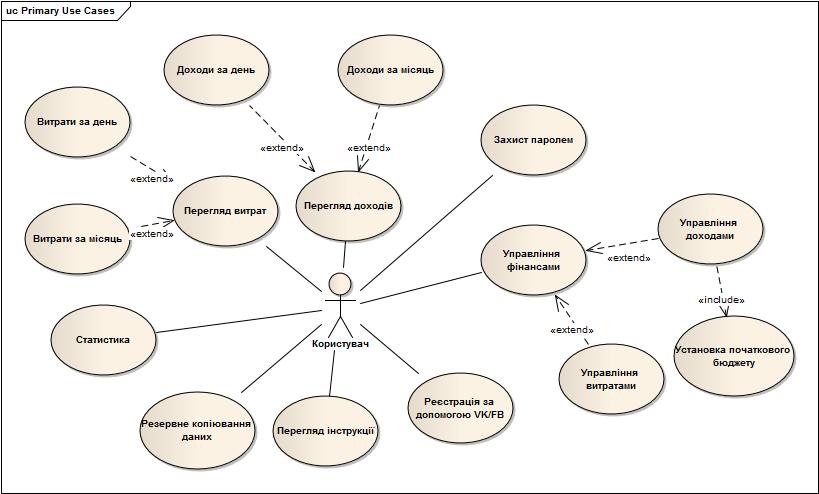 uc Primary Use Cases
Доходи за день
Доходи за місяць
Витрати за день
«extend»
«extend»
Захист паролем
«extend»
Перегляд витрат
Перегляд доходів
Витрати за місяць
«extend»
Управління
доходами
Управління
фінансами
«extend»
«include»
«extend»
Статистика
Користувач
Установка початкового
бюджету
Управління
витратами
Резервне копіювання
даних
Перегляд інструкції
Реєстрація за
допомогою VK/FB